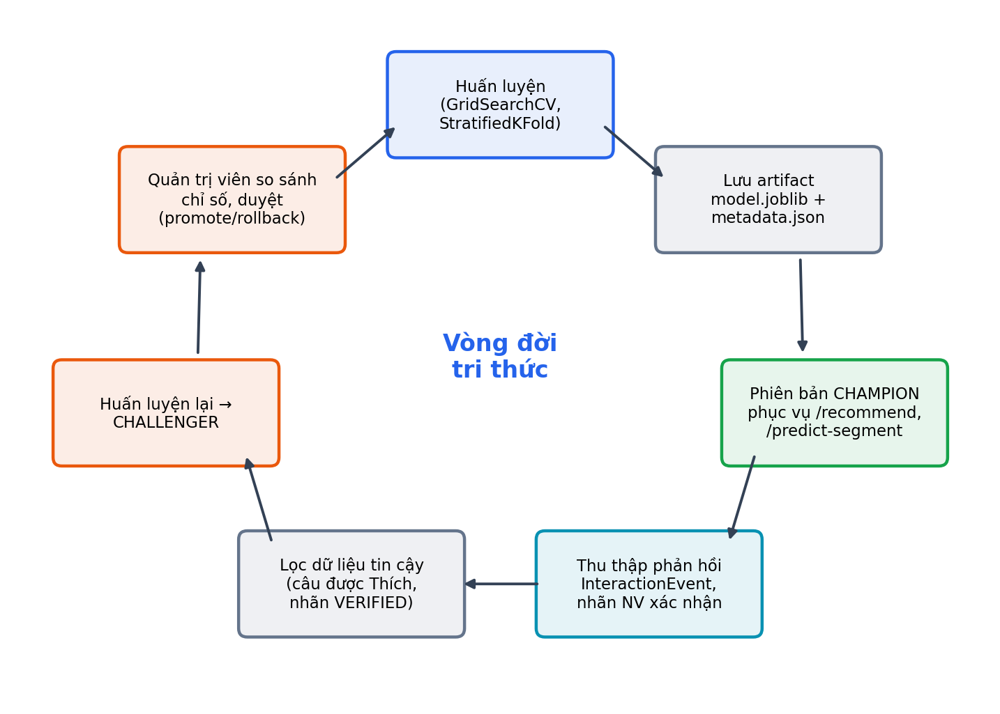 Huấn luyện
(GridSearchCV,
StratifiedKFold)
Quản trị viên so sánh
chỉ số, duyệt
(promote/rollback)
Lưu artifact
model.joblib +
metadata.json
Vòng đời
tri thức
Huấn luyện lại →
CHALLENGER
Phiên bản CHAMPION
phục vụ /recommend,
/predict-segment
Lọc dữ liệu tin cậy
(câu được Thích,
nhãn VERIFIED)
Thu thập phản hồi
InteractionEvent,
nhãn NV xác nhận